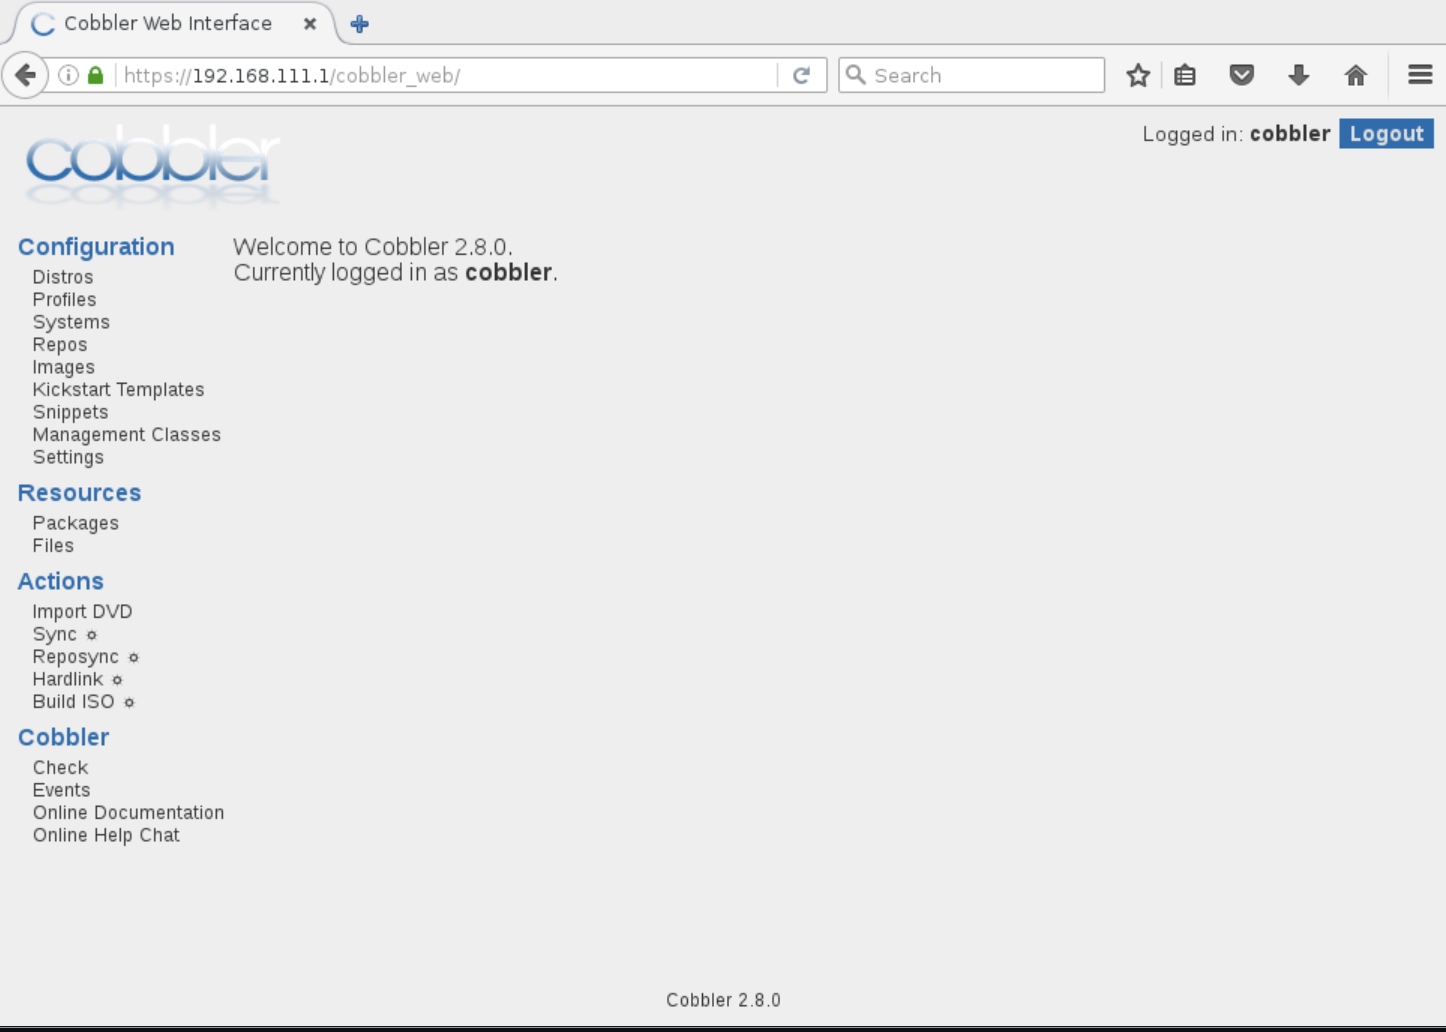 Cobbler Web Interface
https://192.168.111.1/cobbler_web/
Search
cobbler
Logged in: cobbler Logout
Configuration
Distros
Profiles
Systems
Repos
Images
Kickstart Templates
Snippets
Management Classes
Settings
Resources
Packages
Files
Actions
Import DVD
Sync
Reposync
Hardlink
Build ISO
Cobbler
Check
Events
Online Documentation
Online Help Chat
Welcome to Cobbler 2.8.0.
Currently logged in as cobbler.
Cobbler 2.8.0